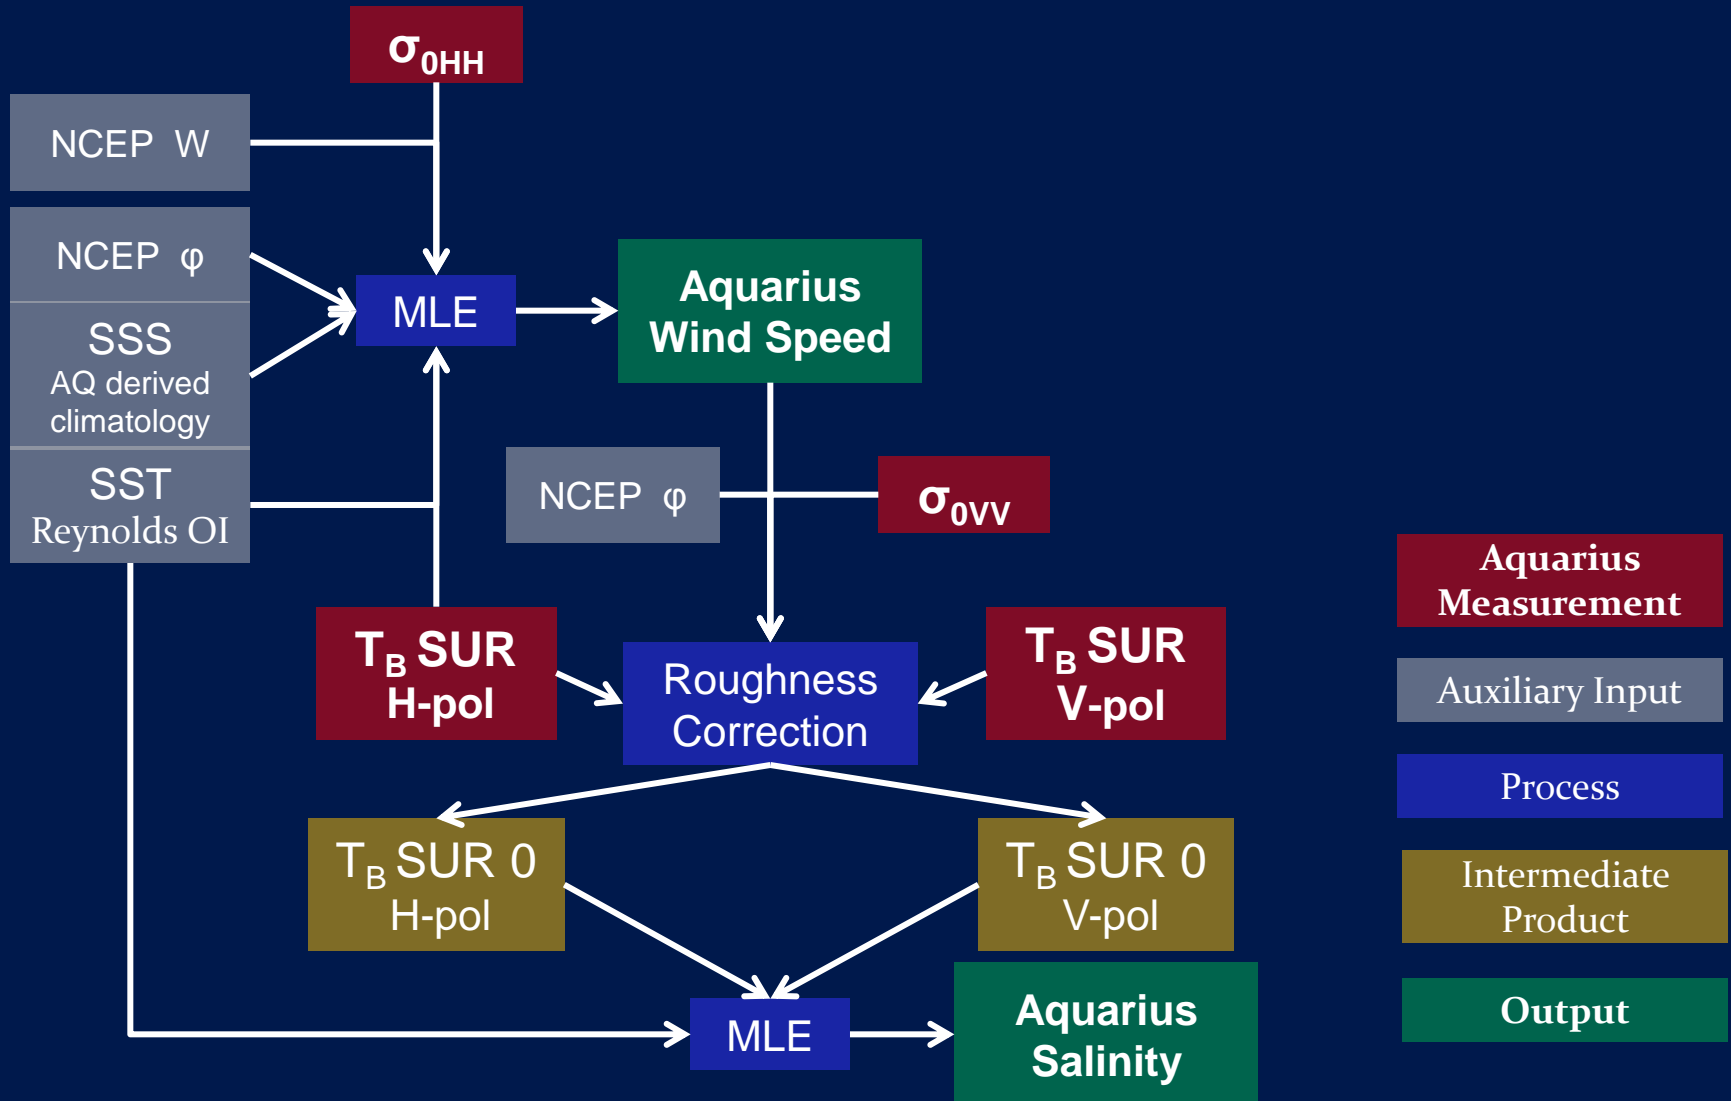 σ0HH
NCEP W
NCEP φ
SSS
AQ derived
climatology
SST
Reynolds OI
MLE
Aquarius
Wind Speed
NCEP φ
σ0VV
TB SUR
H-pol
Roughness
Correction
TB SUR
V-pol
TB SUR 0
H-pol
TB SUR 0
V-pol
MLE
Aquarius
Salinity
Aquarius
Measurement
Auxiliary Input
Process
Intermediate
Product
Output